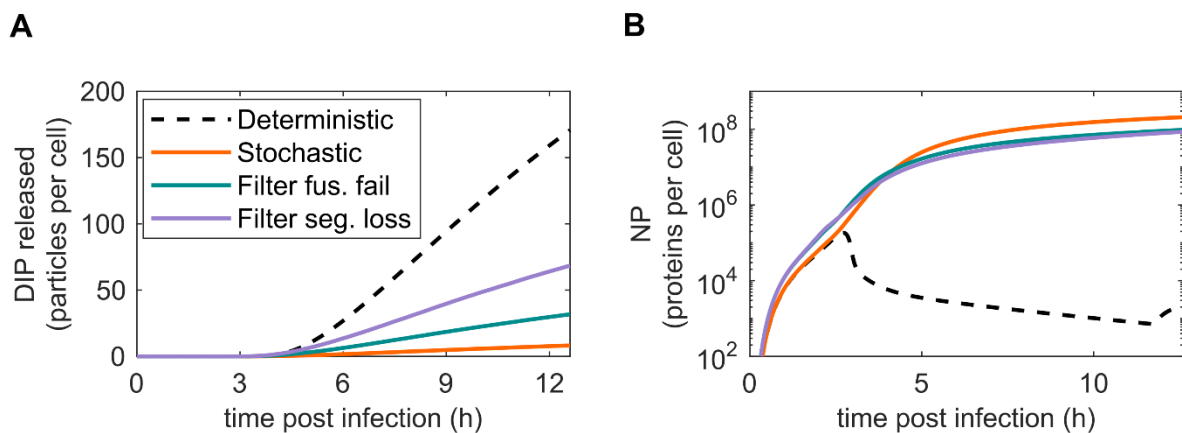 A
DIP released
(particles per cell)
200
150
100
50
0
Deterministic
Stochastic
Filter fus. fail
Filter seg. loss
0 3 6 9 12
time post infection (h)
B
NP
(proteins per cell)
10^8
10^6
10^4
10^2
0 5 10
time post infection (h)